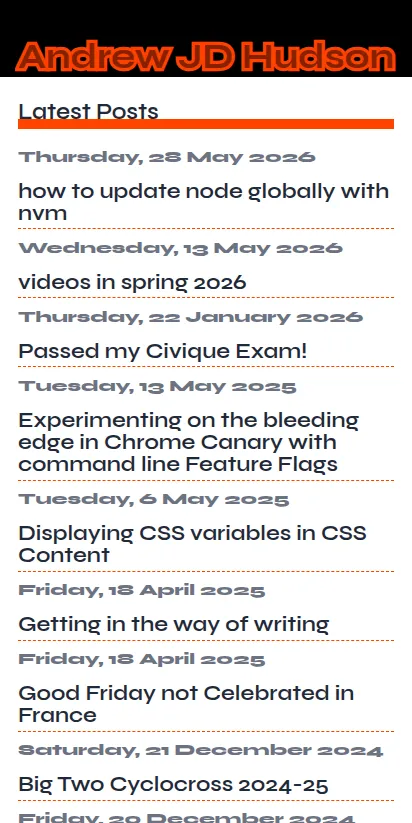 Andrew JD Hudson
Latest Posts
Thursday, 28 May 2026
how to update node globally with
nvm
Wednesday, 13 May 2026
videos in spring 2026
Thursday, 22 January 2026
Passed my Civique Exam!
Tuesday, 13 May 2025
Experimenting on the bleeding
edge in Chrome Canary with
command line Feature Flags
Tuesday, 6 May 2025
Displaying CSS variables in CSS
Content
Friday, 18 April 2025
Getting in the way of writing
Friday, 18 April 2025
Good Friday not Celebrated in
France
Saturday, 21 December 2024
Big Two Cyclocross 2024-25
Friday, 20 December 2024